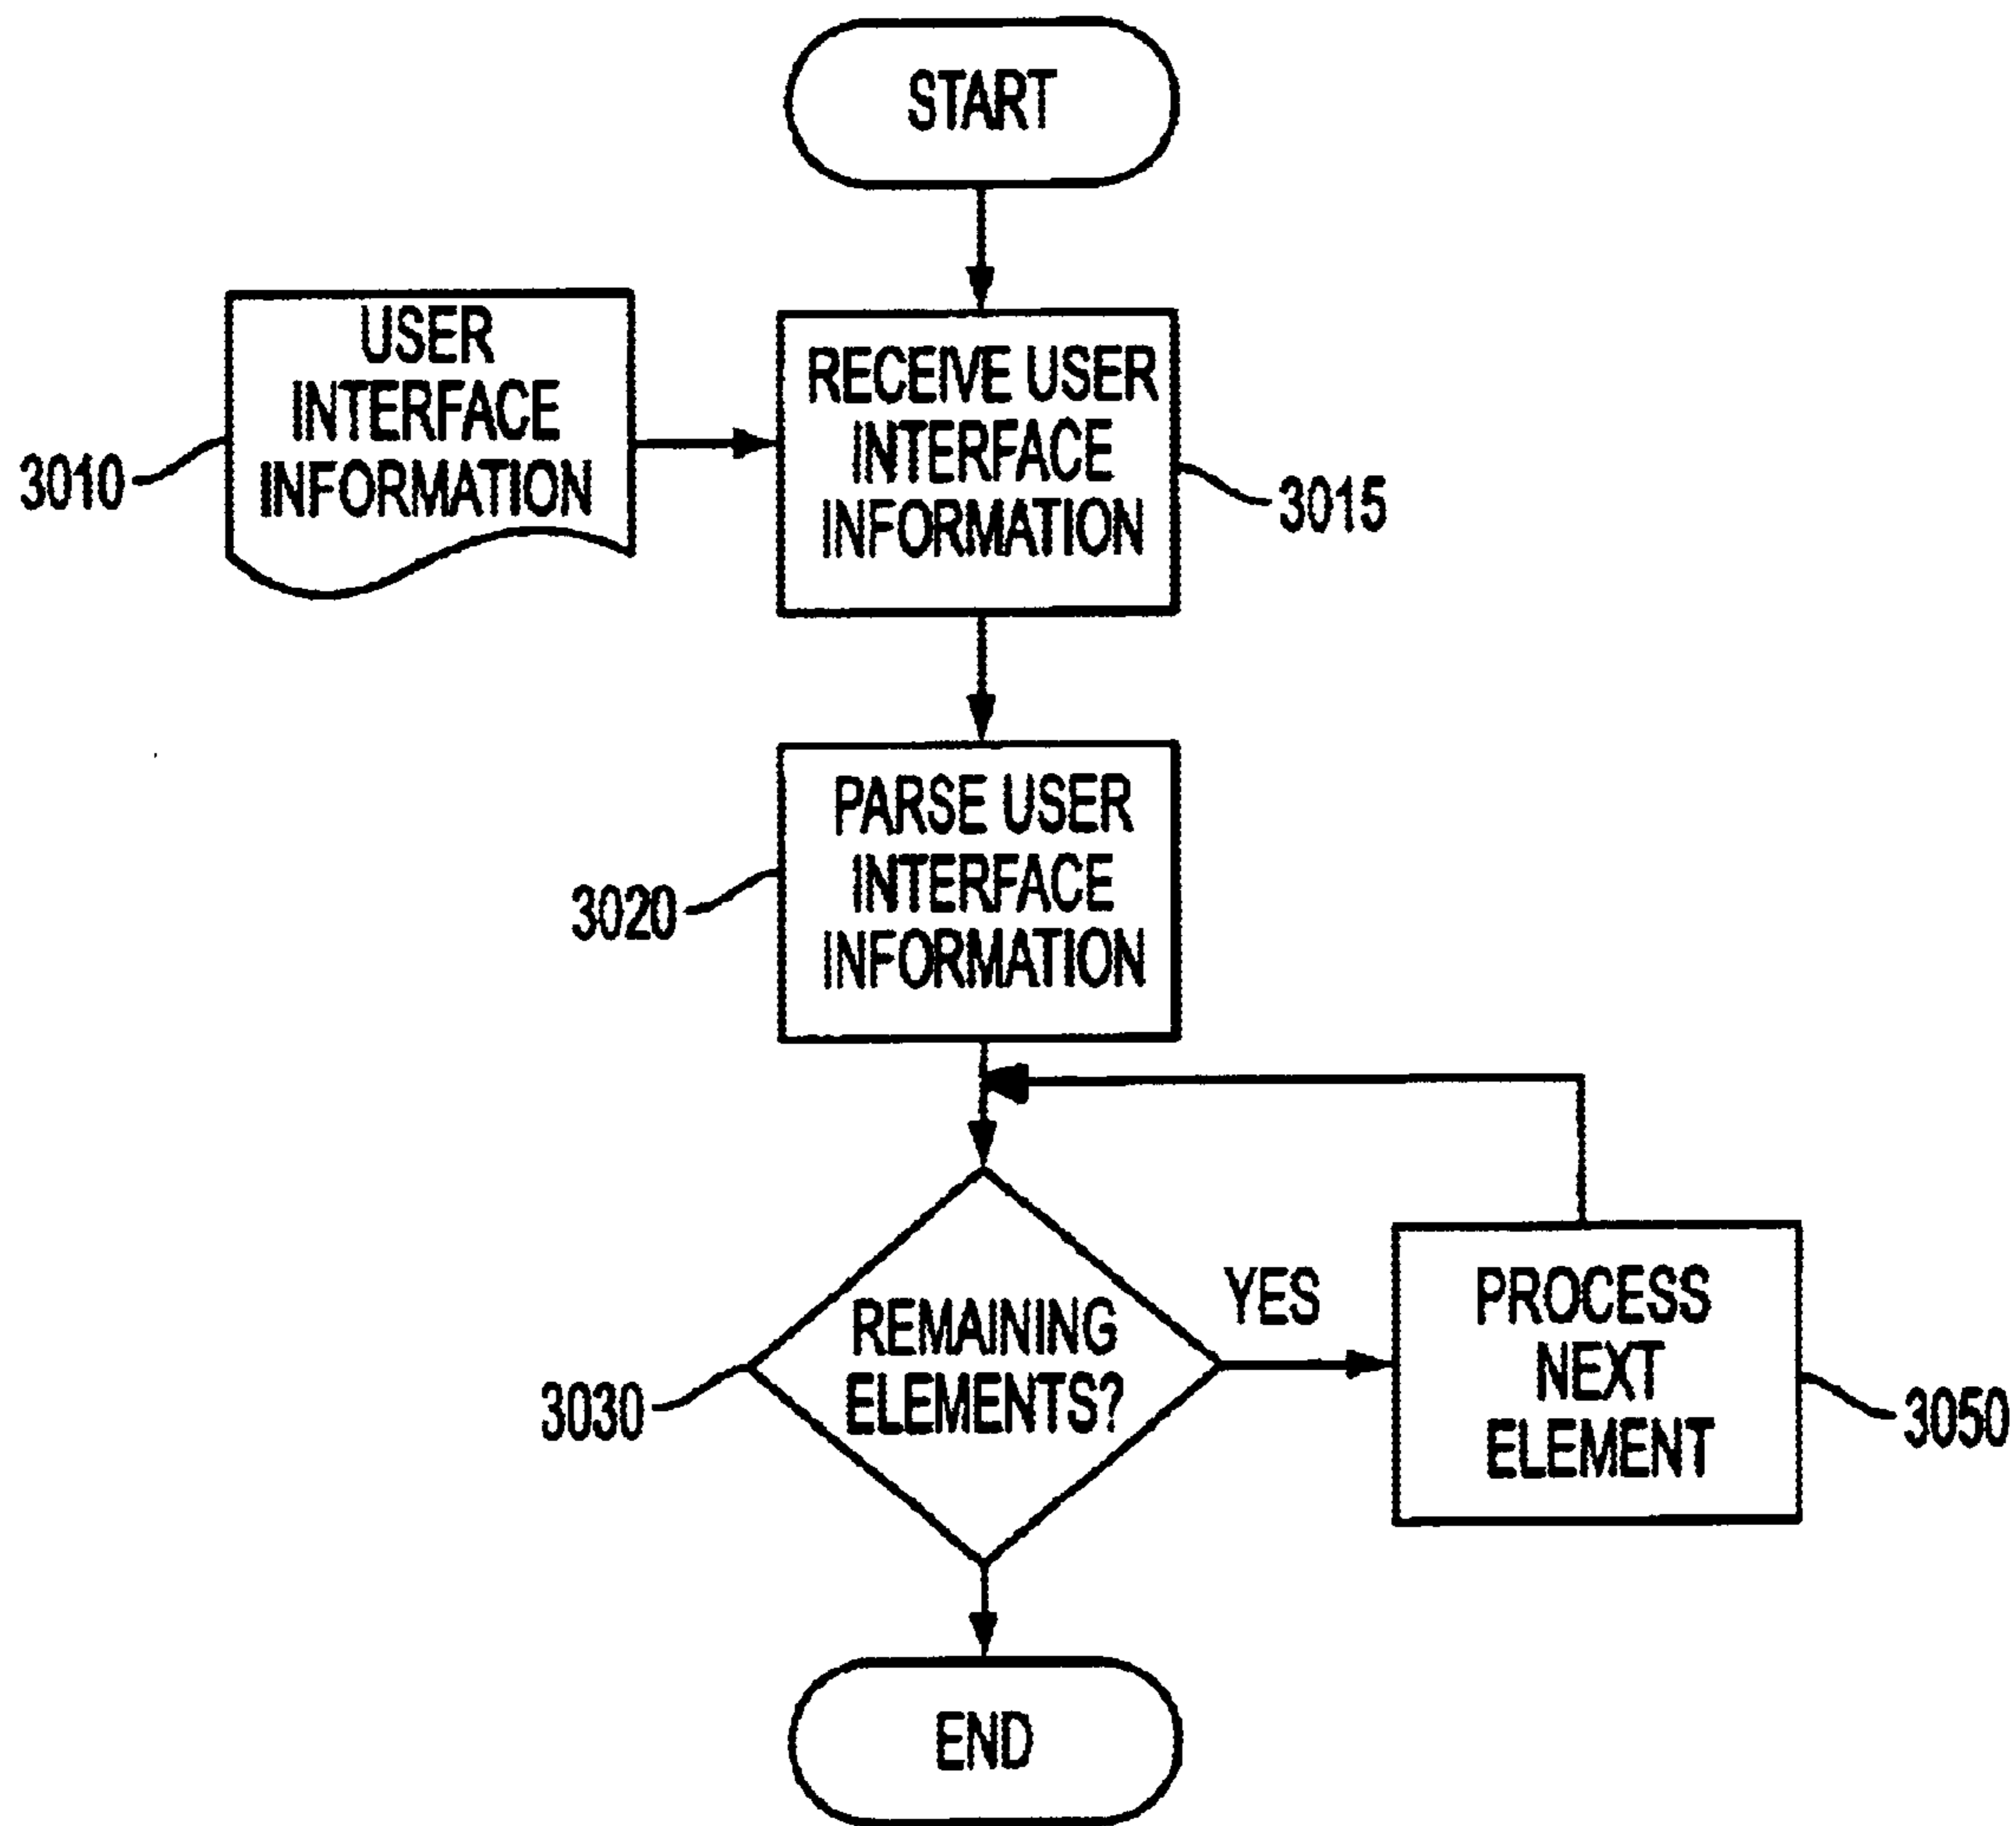 START
USER
INTERFACE
INFORMATION
3010
RECEIVE USER
INTERFACE
INFORMATION
3015
PARSE USER
INTERFACE
INFORMATION
3020
REMAINING
ELEMENTS?
3030
YES
PROCESS
NEXT
ELEMENT
3050
END